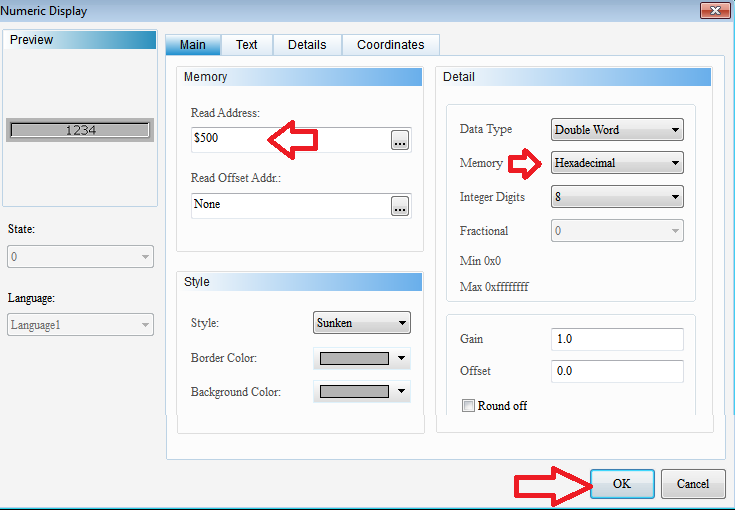 Numeric Display
Preview
1234
State:
0
Language:
Language1
Main Text Details Coordinates
Memory
Read Address:
$500 ...
Read Offset Addr.:
None ...
Style
Style: Sunken
Border Color:
Background Color:
Detail
Data Type Double Word
Memory Hexadecimal
Integer Digits 8
Fractional 0
Min 0x0
Max 0xffffffff
Gain 1.0
Offset 0.0
Round off
OK Cancel